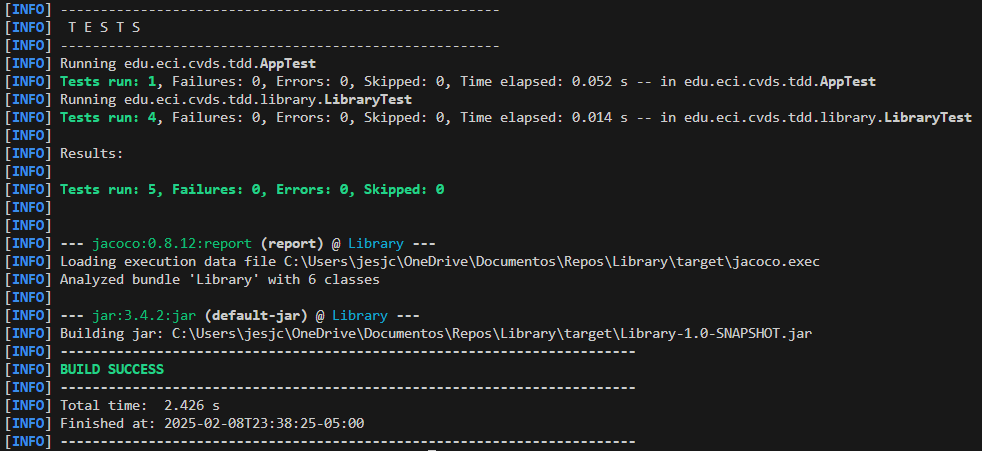 [INFO] -------------------------------------------------------
[INFO]  T E S T S
[INFO] -------------------------------------------------------
[INFO] Running edu.eci.cvds.tdd.AppTest
[INFO] Tests run: 1, Failures: 0, Errors: 0, Skipped: 0, Time elapsed: 0.052 s -- in edu.eci.cvds.tdd.AppTest
[INFO] Running edu.eci.cvds.tdd.library.LibraryTest
[INFO] Tests run: 4, Failures: 0, Errors: 0, Skipped: 0, Time elapsed: 0.014 s -- in edu.eci.cvds.tdd.library.LibraryTest
[INFO]
[INFO] Results:
[INFO]
[INFO] Tests run: 5, Failures: 0, Errors: 0, Skipped: 0
[INFO]
[INFO]
[INFO] --- jacoco:0.8.12:report (report) @ Library ---
[INFO] Loading execution data file C:\Users\jesjc\OneDrive\Documentos\Repos\Library\target\jacoco.exec
[INFO] Analyzed bundle 'Library' with 6 classes
[INFO]
[INFO] --- jar:3.4.2:jar (default-jar) @ Library ---
[INFO] Building jar: C:\Users\jesjc\OneDrive\Documentos\Repos\Library\target\Library-1.0-SNAPSHOT.jar
[INFO] ------------------------------------------------------------------------
[INFO] BUILD SUCCESS
[INFO] ------------------------------------------------------------------------
[INFO] Total time:  2.426 s
[INFO] Finished at: 2025-02-08T23:38:25-05:00
[INFO] ------------------------------------------------------------------------